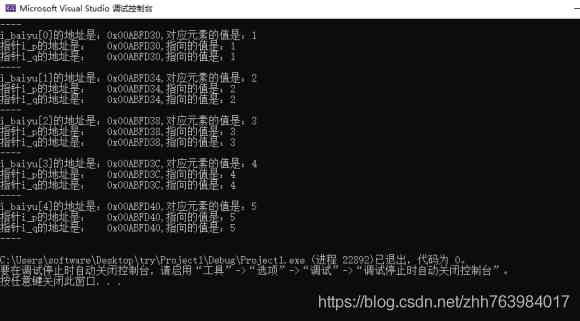 Microsoft Visual Studio 调试控制台
----
i_baiyu[0]的地址是：0x00ABFD30,对应元素的值是：1
指针i_p的地址是：   0x00ABFD30,指向的值是：1
指针i_q的地址是：   0x00ABFD30,指向的值是：1
----
i_baiyu[1]的地址是：0x00ABFD34,对应元素的值是：2
指针i_p的地址是：   0x00ABFD34,指向的值是：2
指针i_q的地址是：   0x00ABFD34,指向的值是：2
----
i_baiyu[2]的地址是：0x00ABFD38,对应元素的值是：3
指针i_p的地址是：   0x00ABFD38,指向的值是：3
指针i_q的地址是：   0x00ABFD38,指向的值是：3
----
i_baiyu[3]的地址是：0x00ABFD3C,对应元素的值是：4
指针i_p的地址是：   0x00ABFD3C,指向的值是：4
指针i_q的地址是：   0x00ABFD3C,指向的值是：4
----
i_baiyu[4]的地址是：0x00ABFD40,对应元素的值是：5
指针i_p的地址是：   0x00ABFD40,指向的值是：5
指针i_q的地址是：   0x00ABFD40,指向的值是：5
----
C:\Users\software\Desktop\try\Project1\Debug\Project1.exe (进程 22892)已退出，代码为 0。
要在调试停止时自动关闭控制台，请启用“工具”->“选项”->“调试”->“调试停止时自动关闭控制台”。
按任意键关闭此窗口. . .
https://blog.csdn.net/zhh763984017